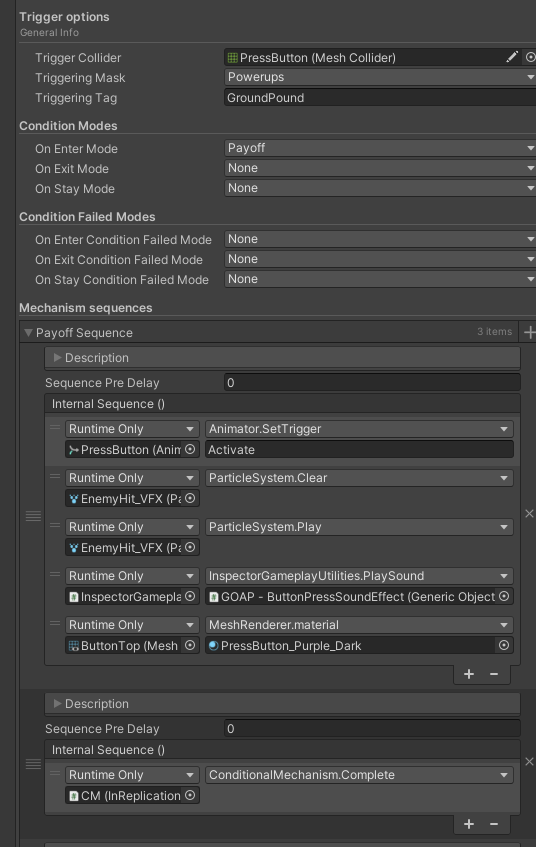 Trigger options
General Info
Trigger Collider PressButton (Mesh Collider)
Triggering Mask Powerups
Triggering Tag GroundPound
Condition Modes
On Enter Mode Payoff
On Exit Mode None
On Stay Mode None
Condition Failed Modes
On Enter Condition Failed Mode None
On Exit Condition Failed Mode None
On Stay Condition Failed Mode None
Mechanism sequences
Payoff Sequence 3 items
Description
Sequence Pre Delay 0
Internal Sequence ()
Runtime Only Animator.SetTrigger
PressButton (Anim Activate
Runtime Only ParticleSystem.Clear
EnemyHit_VFX (Pa
Runtime Only ParticleSystem.Play
EnemyHit_VFX (Pa
Runtime Only InspectorGameplayUtilities.PlaySound
InspectorGamepla GOAP - ButtonPressSoundEffect (Generic Object
Runtime Only MeshRenderer.material
ButtonTop (Mesh PressButton_Purple_Dark
Description
Sequence Pre Delay 0
Internal Sequence ()
Runtime Only ConditionalMechanism.Complete
CM (InReplication